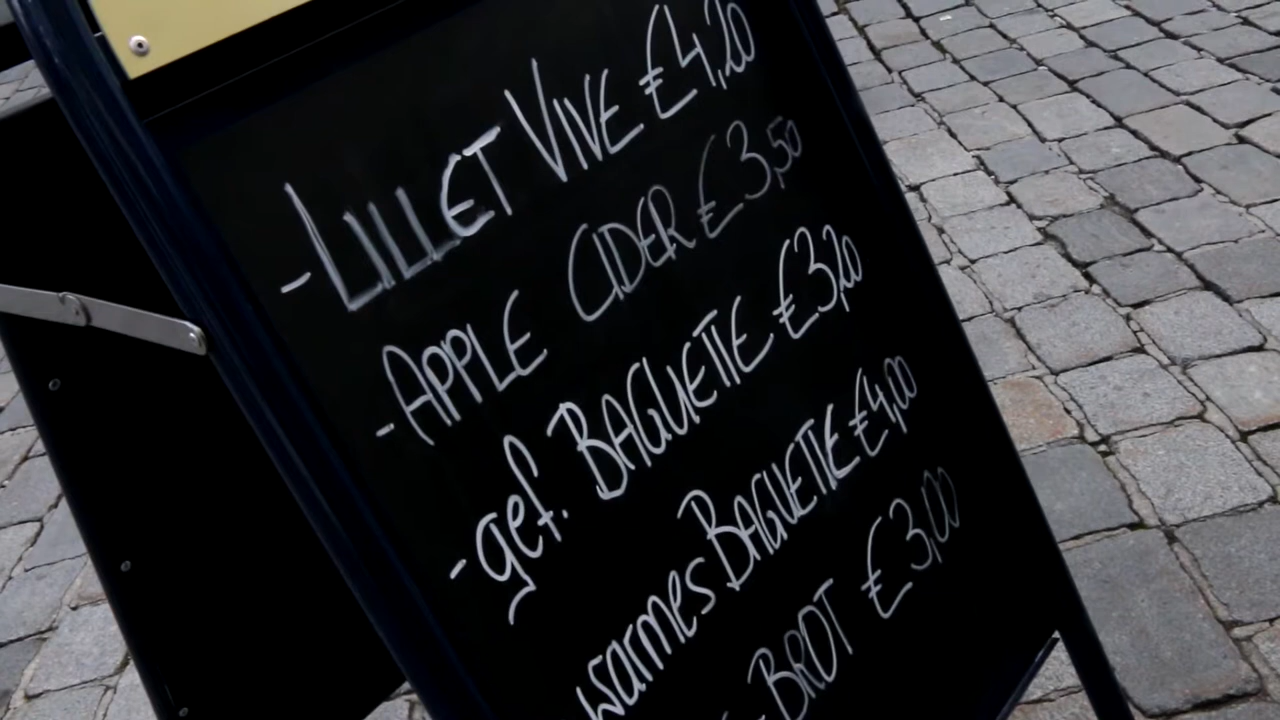 - LILLET VIVE €4,20
- APPLE CIDER €3,50
- gef. BAGUETTE €3,20
warmes BAGUETTE €4,00
BROT €3,00